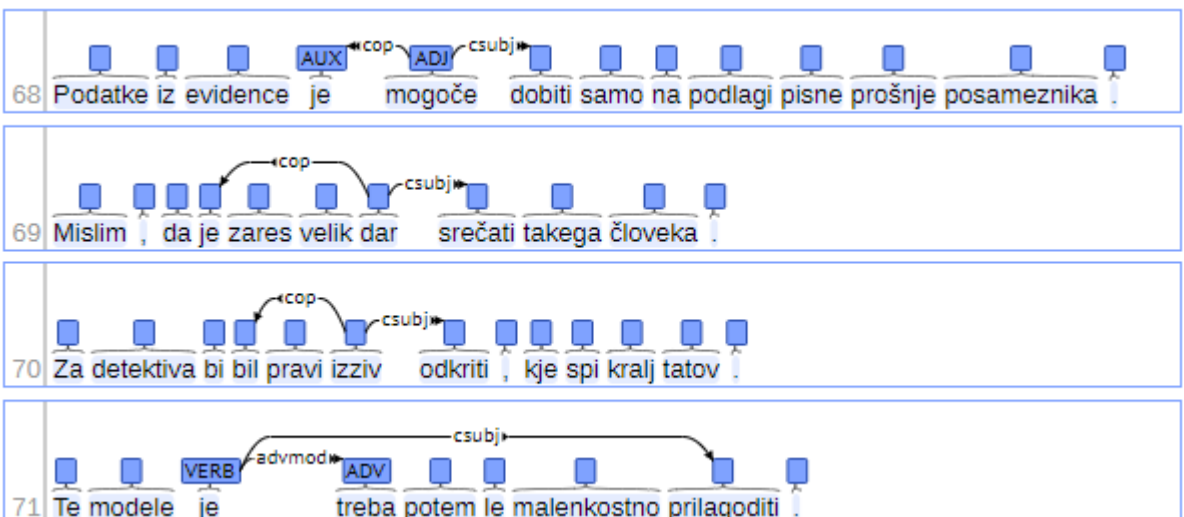 AUX cop ADJ csubj
68 Podatke iz evidence je mogoče dobiti samo na podlagi pisne prošnje posameznika .
cop csubj
69 Mislim , da je zares velik dar srečati takega človeka .
cop csubj
70 Za detektiva bi bil pravi izziv odkriti , kje spi kralj tatov .
csubj
VERB advmod ADV
71 Te modele je treba potem le malenkostno prilagoditi .